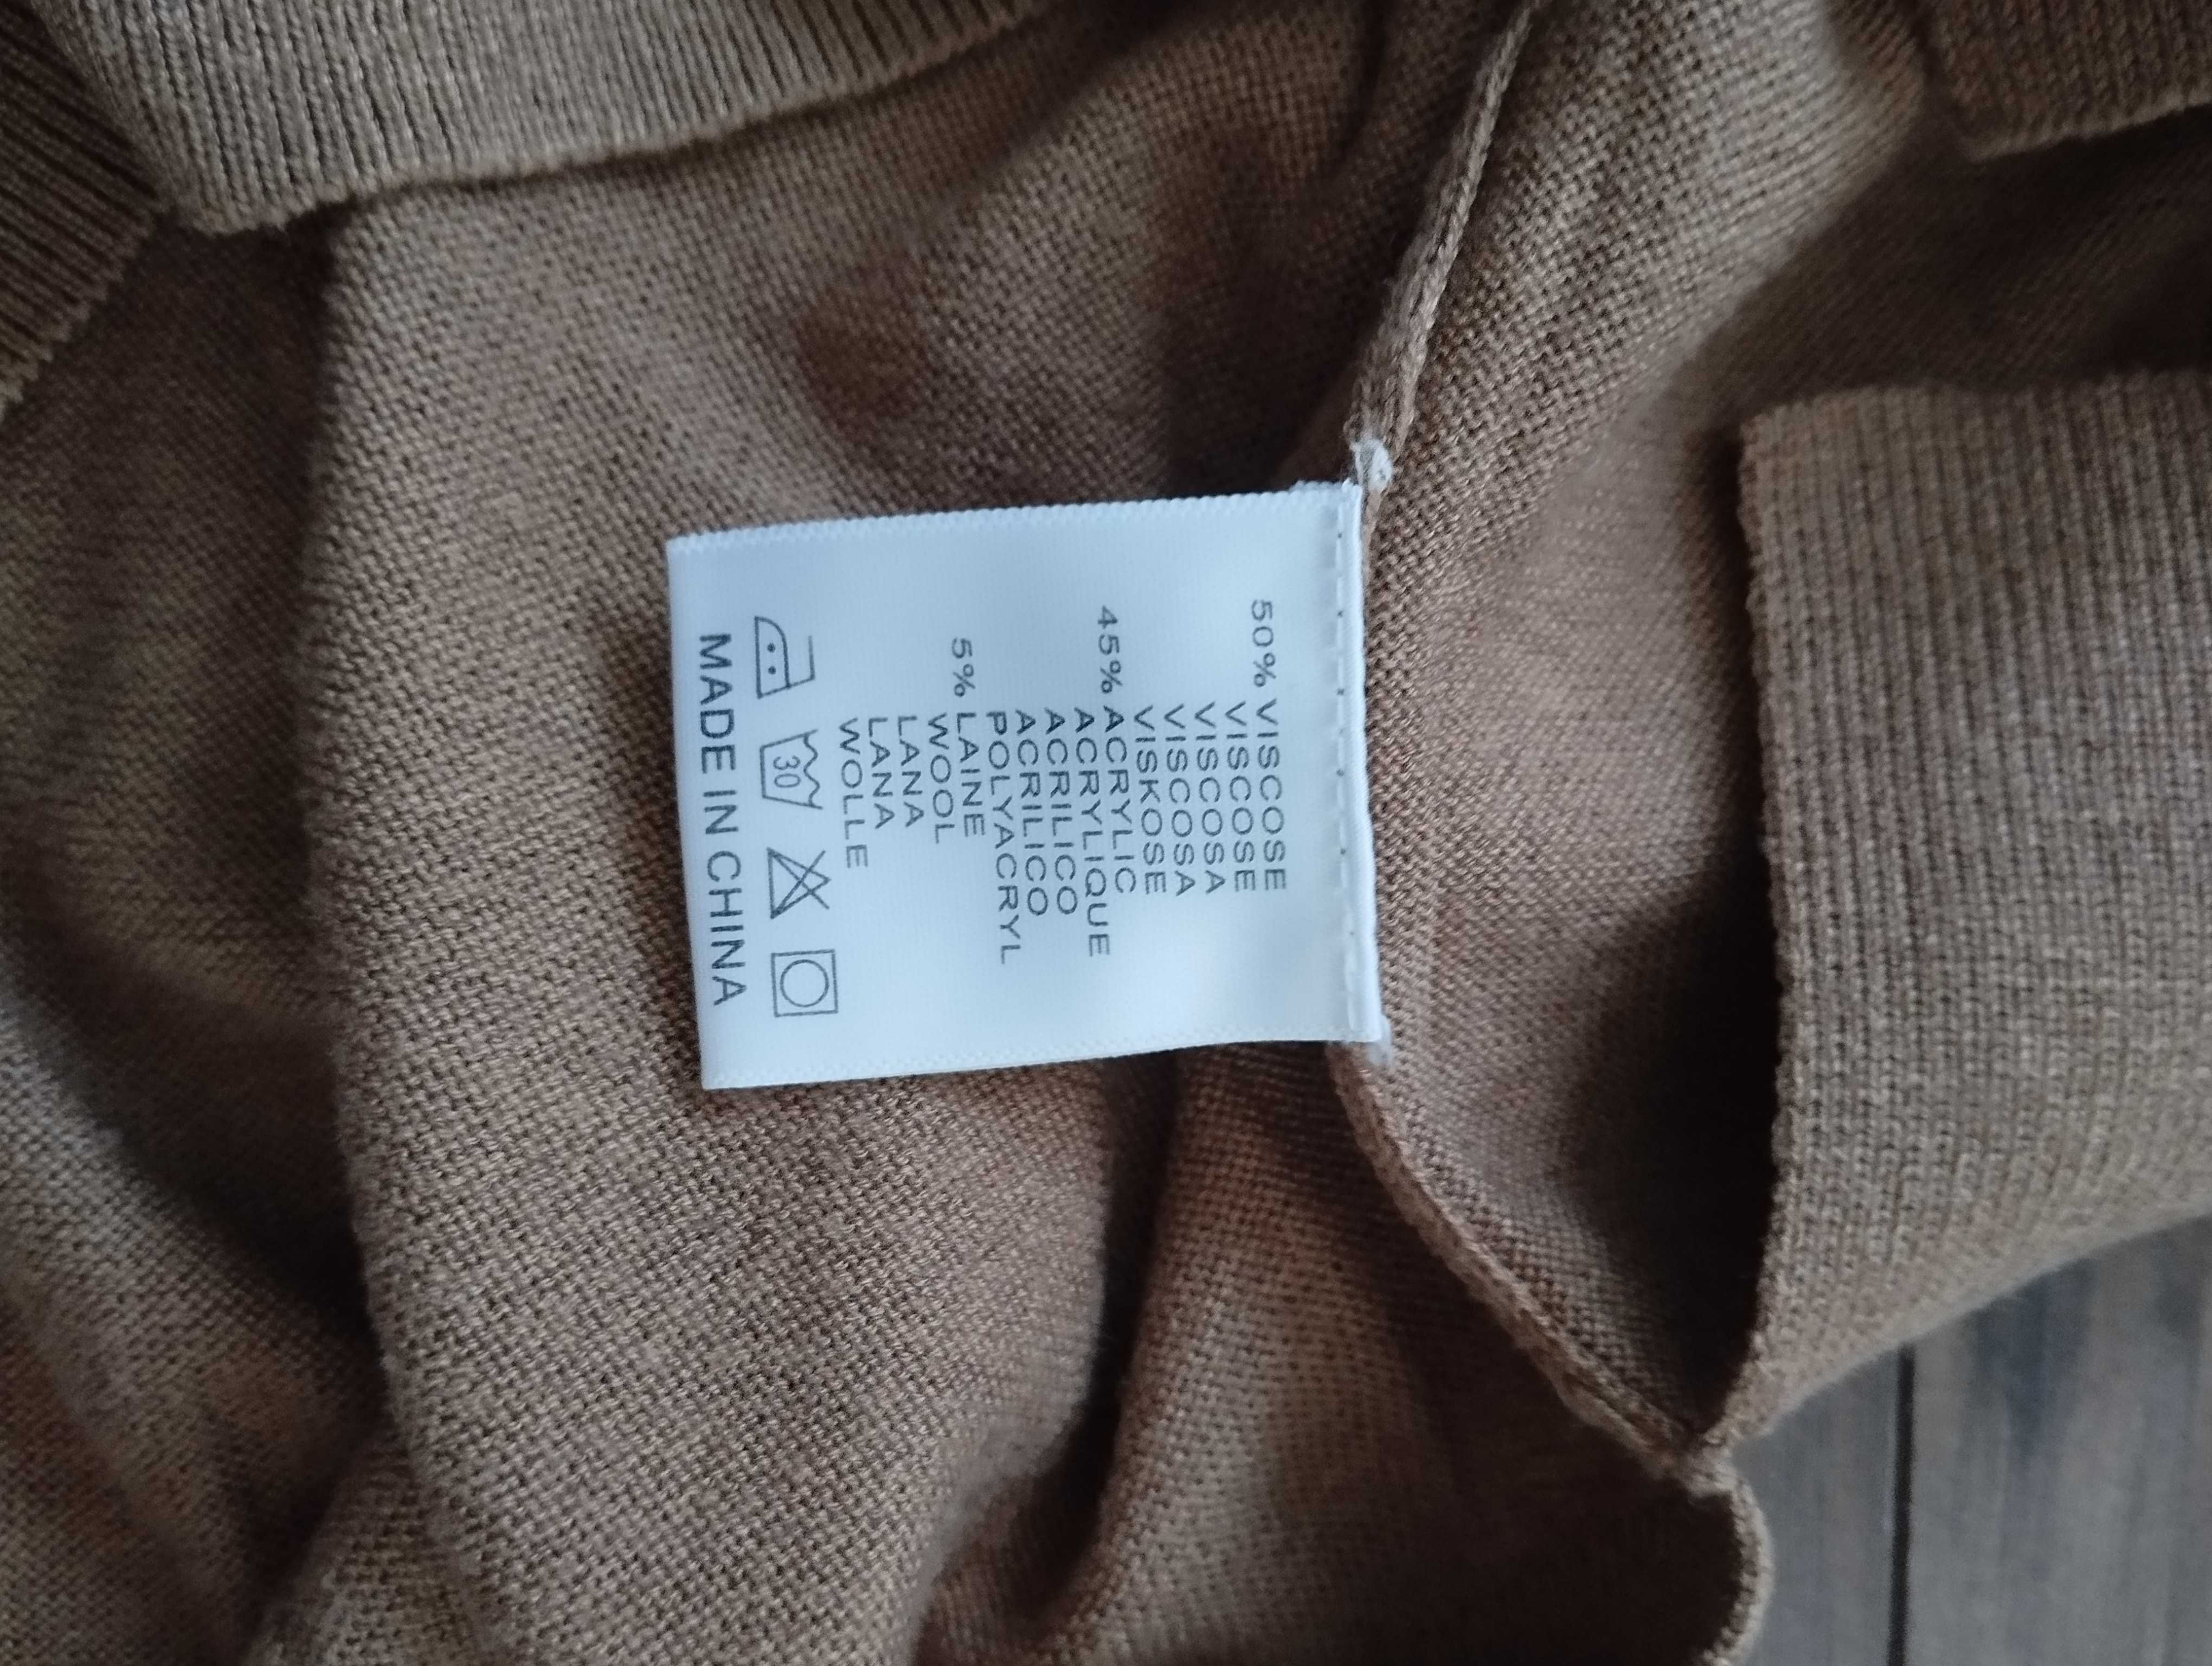 50% VISCOSE
VISCOSE
VISCOSA
VISCOSA
VISKOSE
45% ACRYLIC
ACRYLIQUE
ACRILICO
ACRILICO
POLYACRYL
5% LAINE
WOOL
LANA
LANA
WOLLE
30
MADE IN CHINA